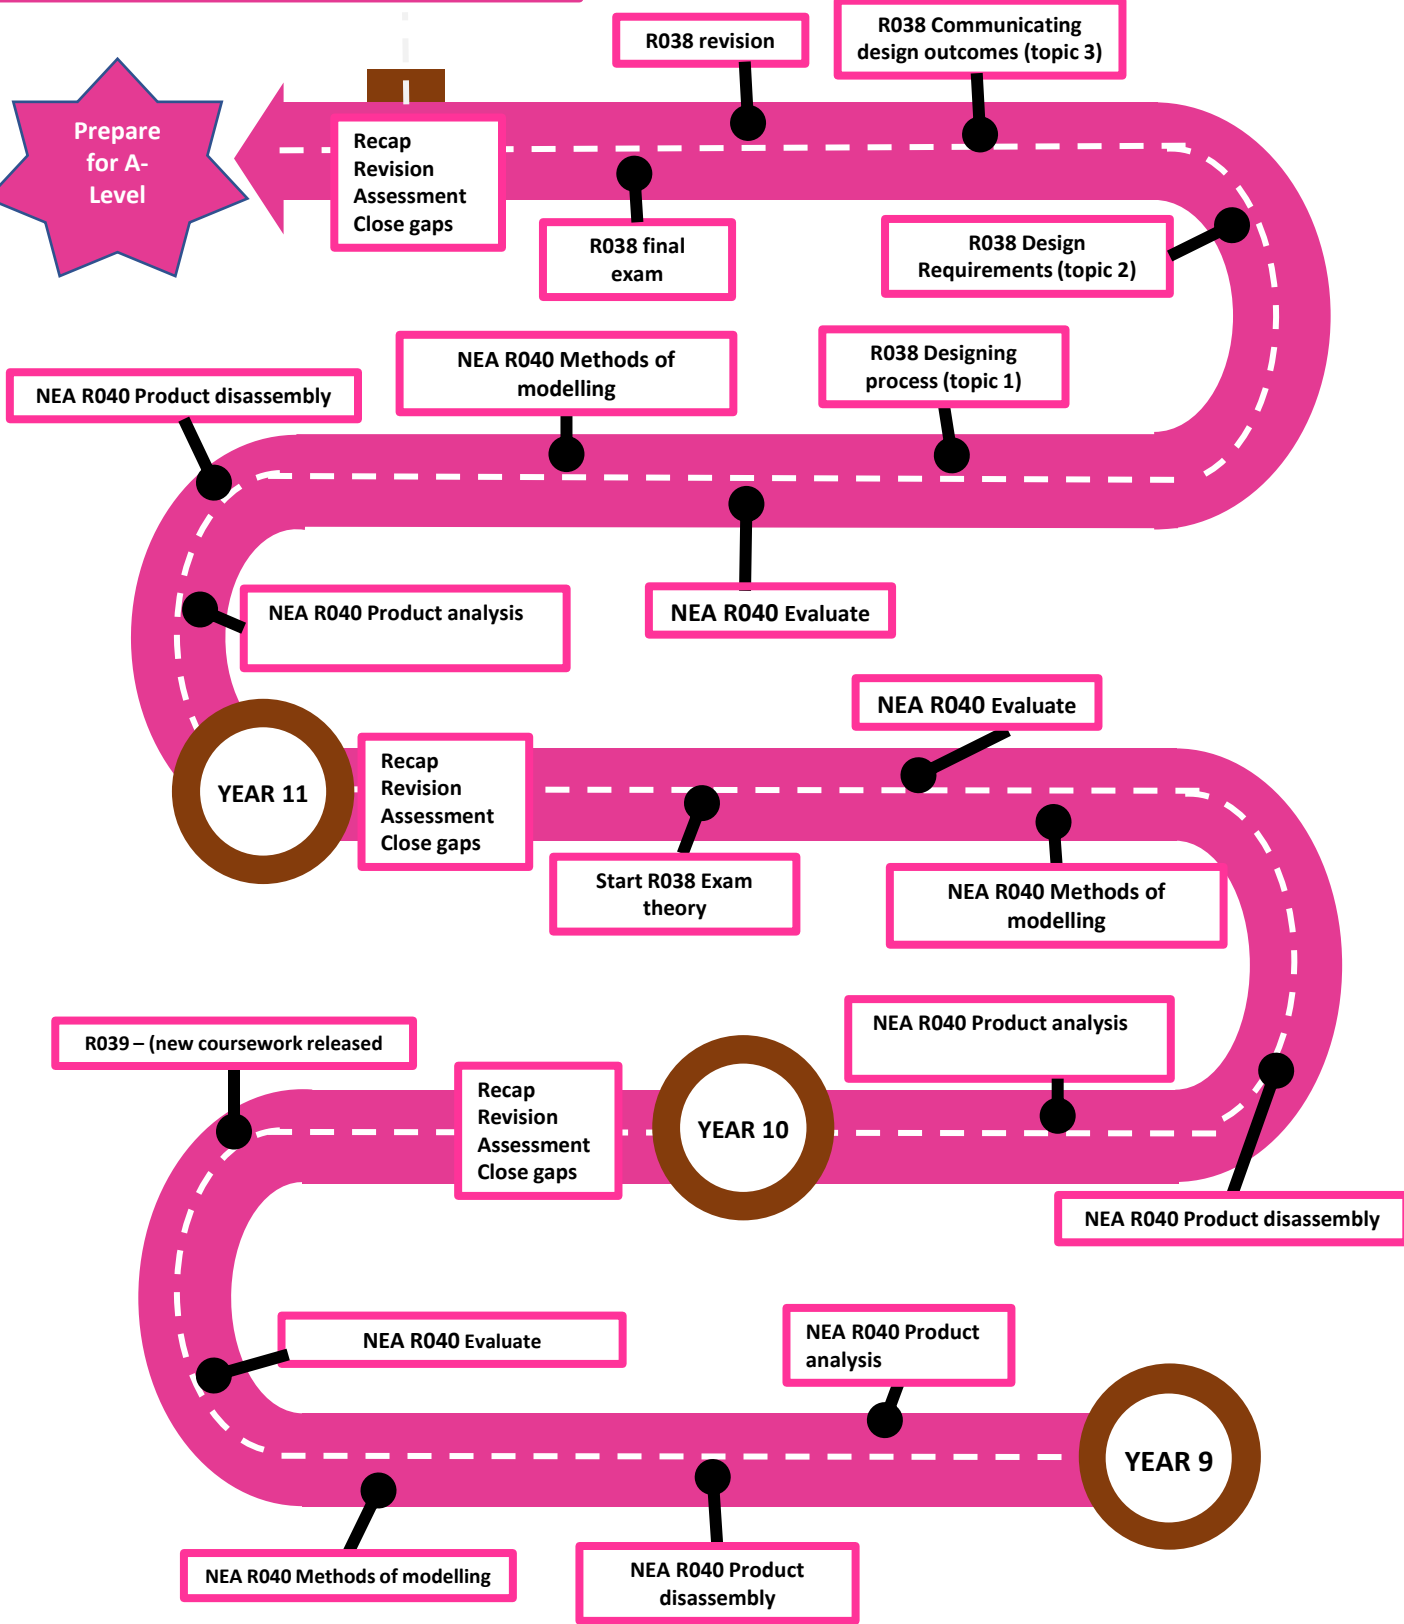 R038 revision
R038 Communicating
design outcomes (topic 3)
Prepare
for A-
Level
Recap
Revision
Assessment
Close gaps
R038 final
exam
R038 Design
Requirements (topic 2)
NEA R040 Product disassembly
NEA R040 Methods of
modelling
R038 Designing
process (topic 1)
NEA R040 Product analysis
NEA R040 Evaluate
NEA R040 Evaluate
YEAR 11
Recap
Revision
Assessment
Close gaps
Start R038 Exam
theory
NEA R040 Methods of
modelling
R039 – (new coursework released
Recap
Revision
Assessment
Close gaps
YEAR 10
NEA R040 Product analysis
NEA R040 Product disassembly
NEA R040 Evaluate
NEA R040 Product
analysis
YEAR 9
NEA R040 Methods of modelling
NEA R040 Product
disassembly